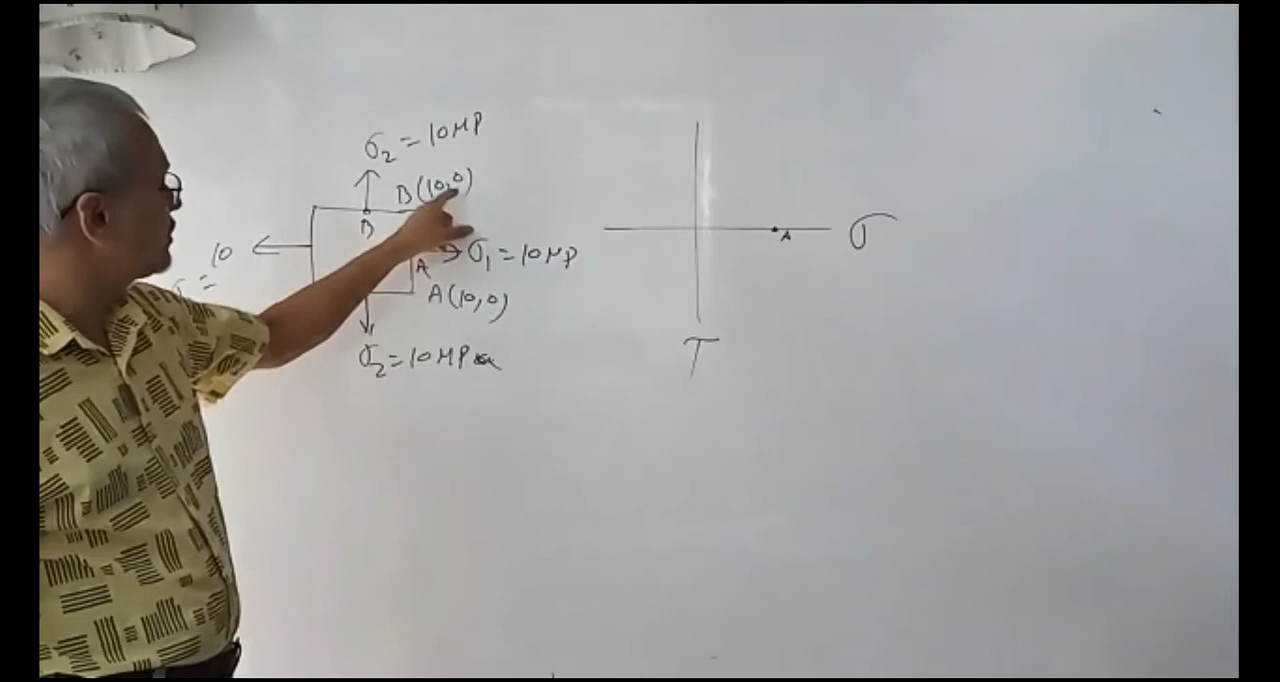 σ₂ = 10 MP
B (10, 0)
B
10
σ₁ = 10 MP
A
A (10, 0)
σ₂ = 10 MPa
A
σ
τ